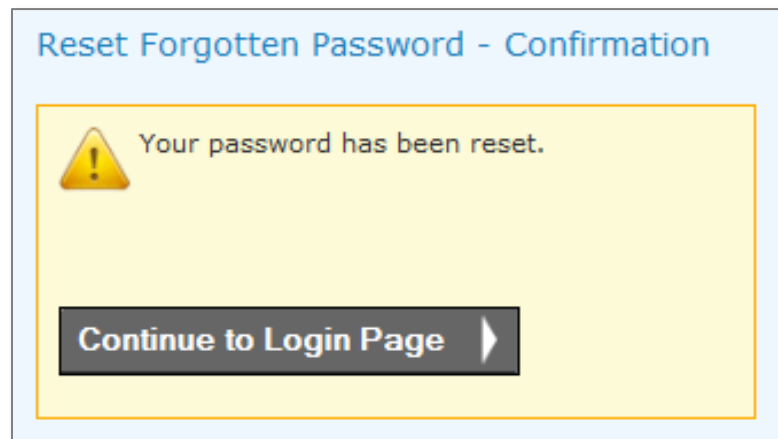 Reset Forgotten Password - Confirmation
Your password has been reset.
Continue to Login Page